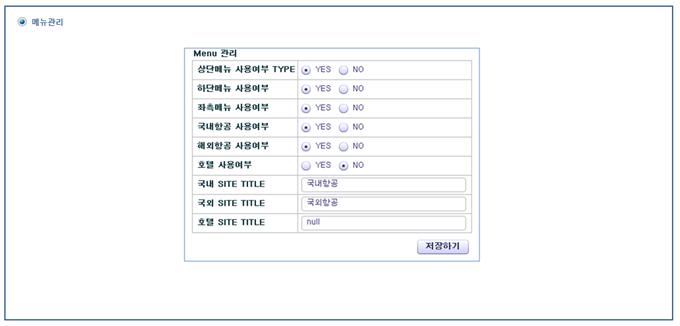 메뉴관리
Menu 관리
상단메뉴 사용여부 TYPE YES NO
하단메뉴 사용여부 YES NO
좌측메뉴 사용여부 YES NO
국내항공 사용여부 YES NO
해외항공 사용여부 YES NO
호텔 사용여부 YES NO
국내 SITE TITLE 국내항공
국외 SITE TITLE 국외항공
호텔 SITE TITLE null
저장하기